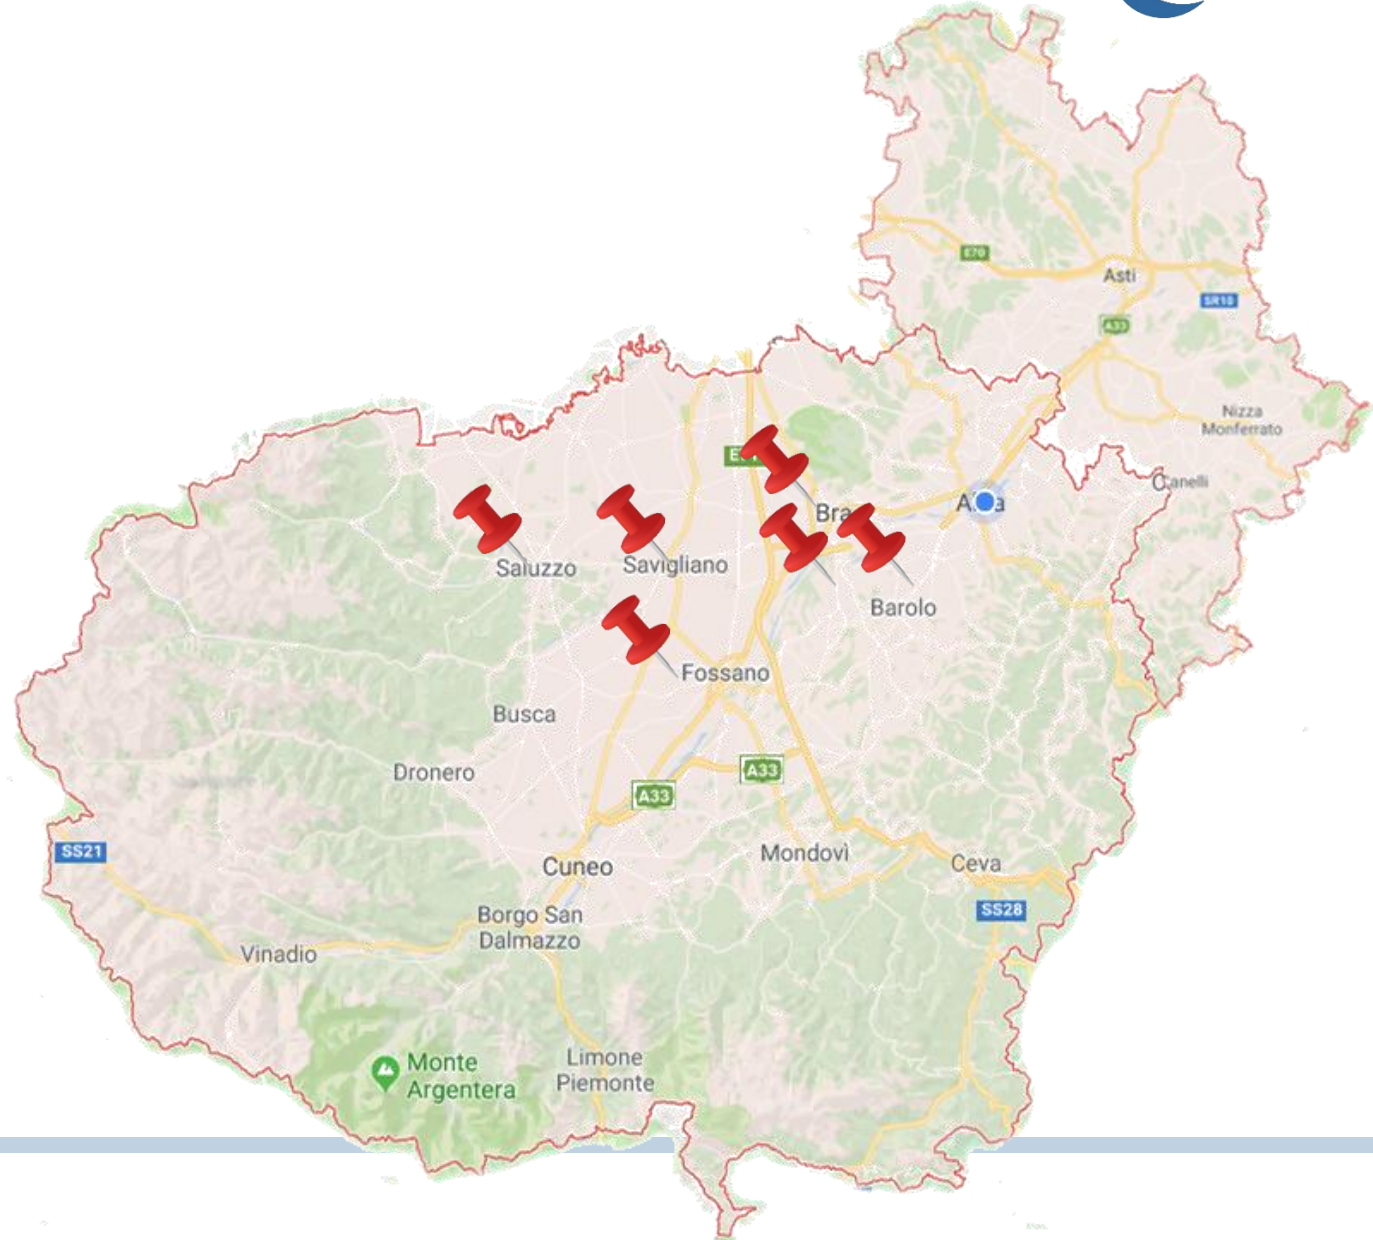 E70
Asti
SR10
A33
Nizza
Monferrato
Canelli
Bra
Saluzzo
Savigliano
Barolo
Fossano
Busca
Dronero
A33
A33
SS21
Cuneo
Mondovì
Ceva
SS28
Borgo San
Dalmazzo
Vinadio
Limone
Piemonte
Monte
Argentera